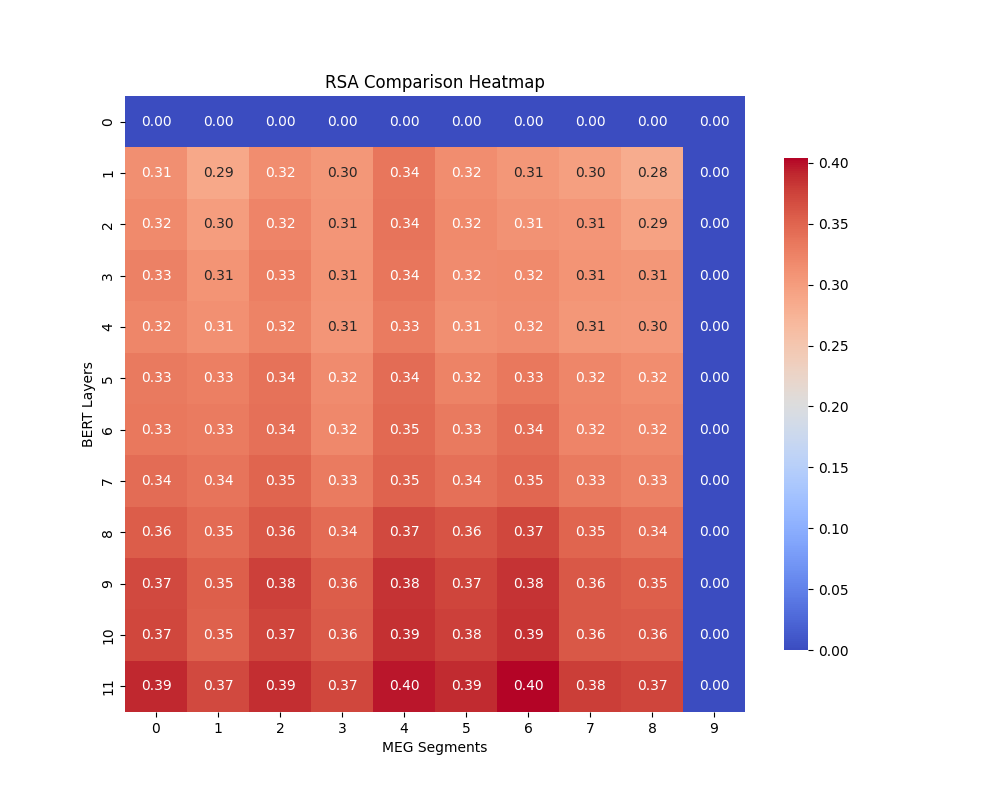 RSA Comparison Heatmap
0 0.00 0.00 0.00 0.00 0.00 0.00 0.00 0.00 0.00 0.00
1 0.31 0.29 0.32 0.30 0.34 0.32 0.31 0.30 0.28 0.00
2 0.32 0.30 0.32 0.31 0.34 0.32 0.31 0.31 0.29 0.00
3 0.33 0.31 0.33 0.31 0.34 0.32 0.32 0.31 0.31 0.00
4 0.32 0.31 0.32 0.31 0.33 0.31 0.32 0.31 0.30 0.00
5 0.33 0.33 0.34 0.32 0.34 0.32 0.33 0.32 0.32 0.00
6 0.33 0.33 0.34 0.32 0.35 0.33 0.34 0.32 0.32 0.00
7 0.34 0.34 0.35 0.33 0.35 0.34 0.35 0.33 0.33 0.00
8 0.36 0.35 0.36 0.34 0.37 0.36 0.37 0.35 0.34 0.00
9 0.37 0.35 0.38 0.36 0.38 0.37 0.38 0.36 0.35 0.00
10 0.37 0.35 0.37 0.36 0.39 0.38 0.39 0.36 0.36 0.00
11 0.39 0.37 0.39 0.37 0.40 0.39 0.40 0.38 0.37 0.00
0 1 2 3 4 5 6 7 8 9
MEG Segments
BERT Layers
0.40
0.35
0.30
0.25
0.20
0.15
0.10
0.05
0.00